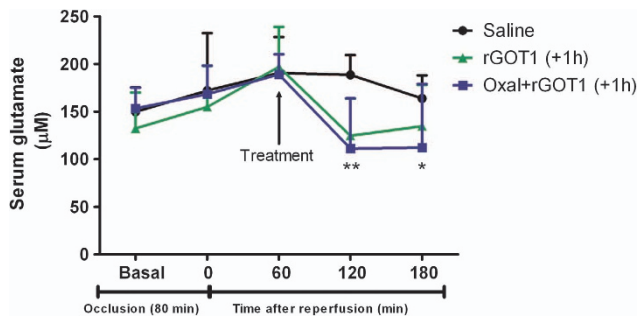 250
200
150
100
50
0
Serum glutamate
(μM)
Saline
rGOT1 (+1h)
Oxal+rGOT1 (+1h)
Treatment
**
*
Basal 0 60 120 180
Occlusion (80 min) Time after reperfusion (min)